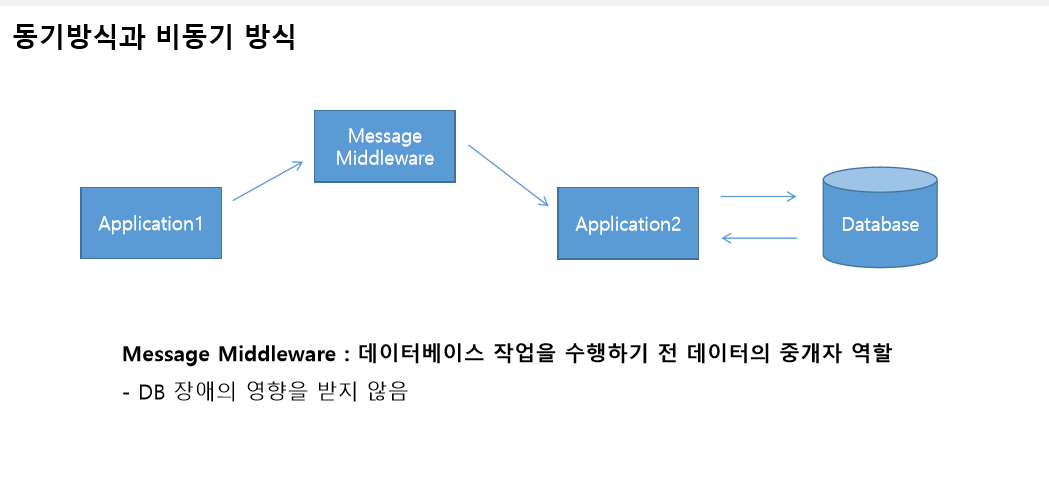 동기방식과 비동기 방식
Message
Middleware
Application1
Application2
Database
Message Middleware : 데이터베이스 작업을 수행하기 전 데이터의 중개자 역할
- DB 장애의 영향을 받지 않음